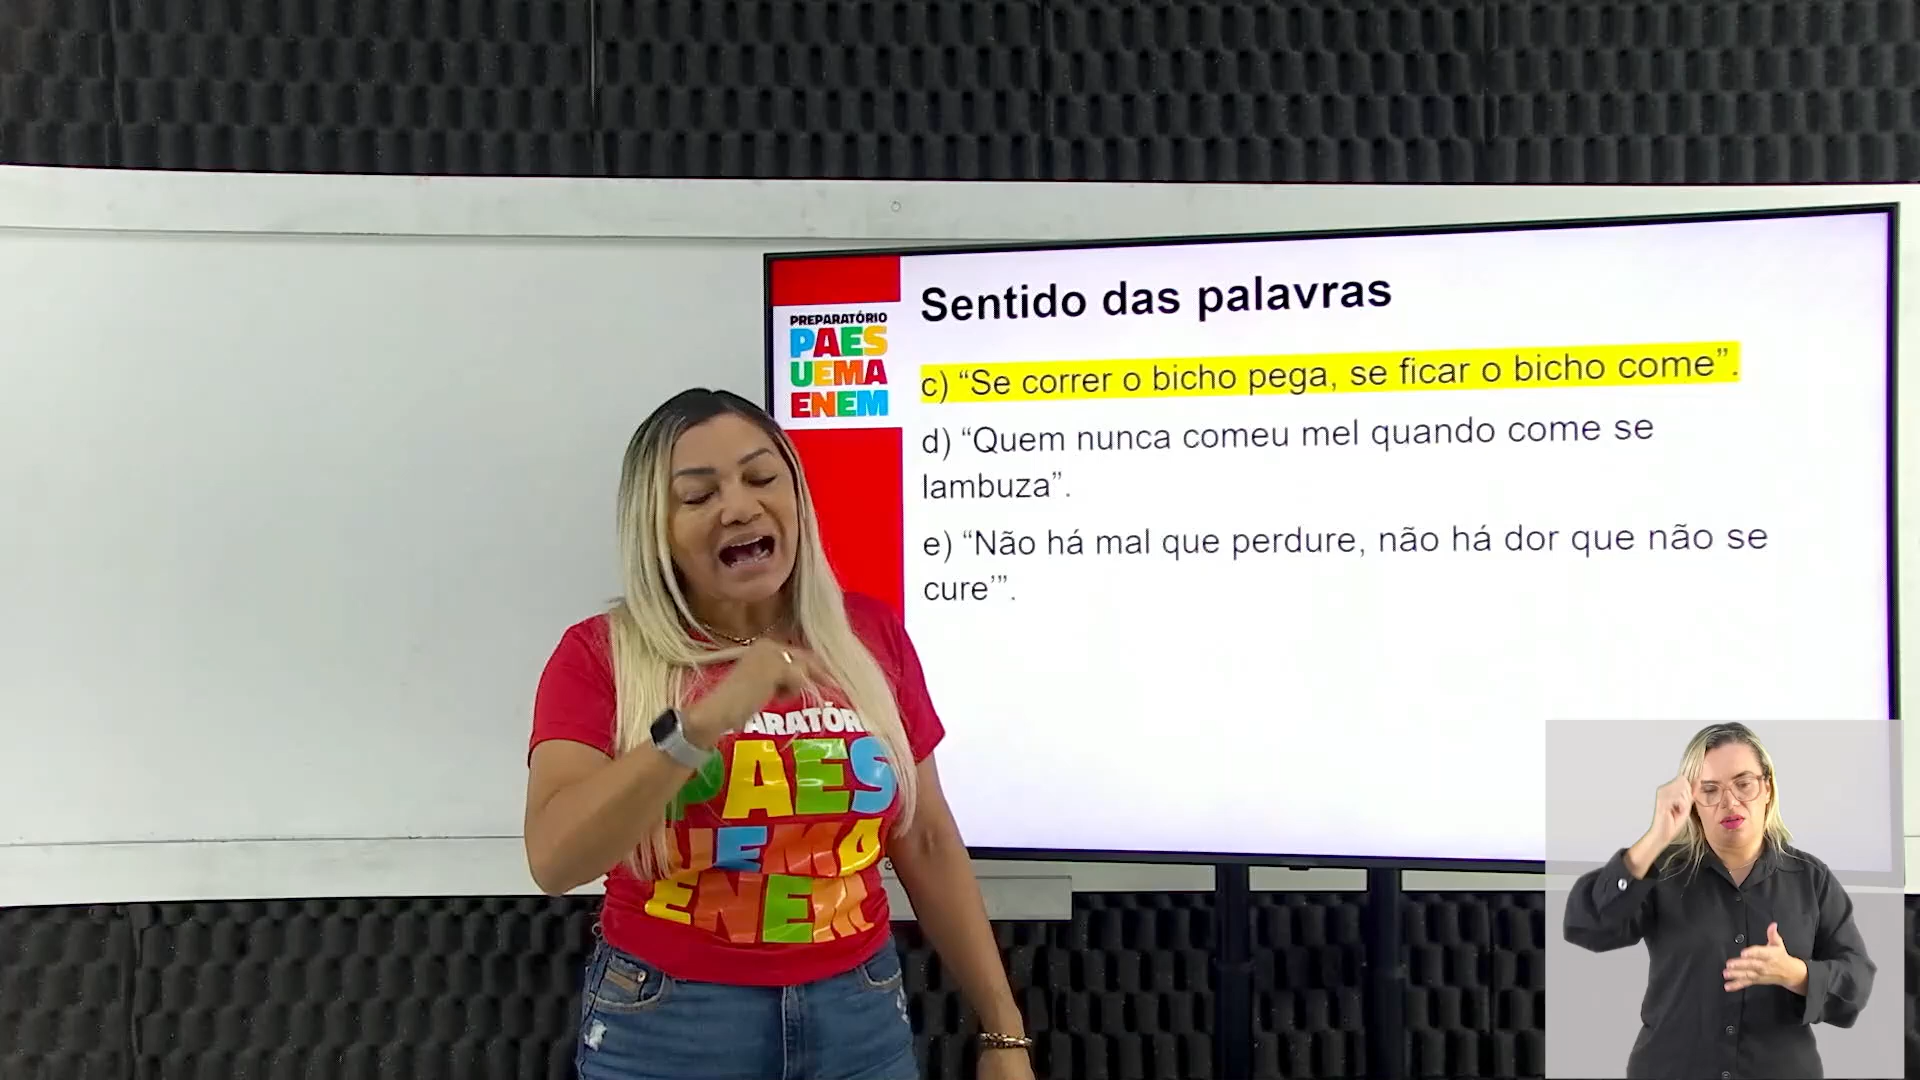 Sentido das palavras
PREPARATÓRIO
PAES
UEMA
ENEM
c) “Se correr o bicho pega, se ficar o bicho come”.
d) “Quem nunca comeu mel quando come se
lambuza”.
e) “Não há mal que perdure, não há dor que não se
cure’”.
PAES
UEMA
ENEM